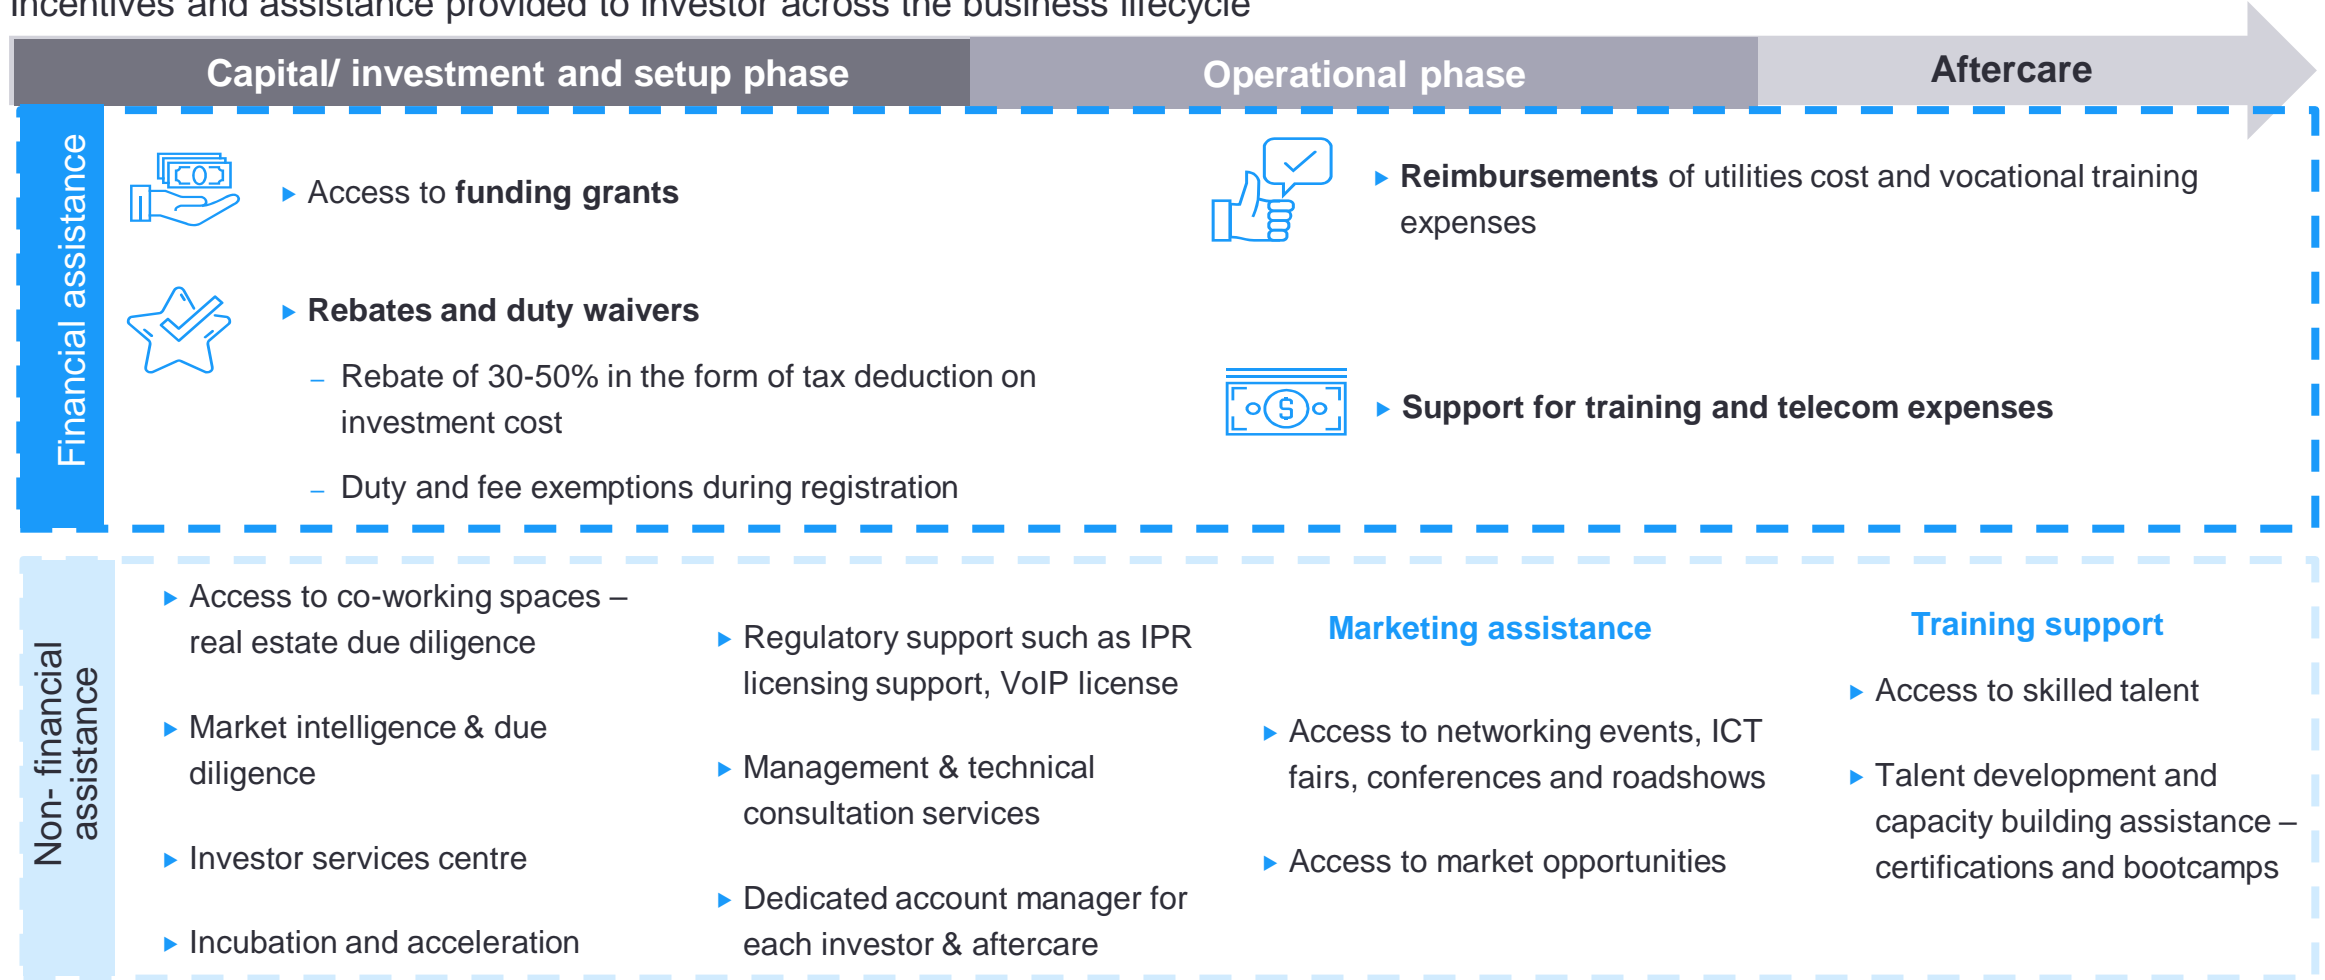 Incentives and assistance provided to investor across the business lifecycle
Capital/ investment and setup phase
Operational phase
Aftercare
Financial assistance
Access to funding grants
Rebates and duty waivers
– Rebate of 30-50% in the form of tax deduction on
investment cost
– Duty and fee exemptions during registration
Reimbursements of utilities cost and vocational training
expenses
Support for training and telecom expenses
Non- financial
assistance
Access to co-working spaces –
real estate due diligence
Market intelligence & due
diligence
Investor services centre
Incubation and acceleration
Regulatory support such as IPR
licensing support, VoIP license
Management & technical
consultation services
Dedicated account manager for
each investor & aftercare
Marketing assistance
Access to networking events, ICT
fairs, conferences and roadshows
Access to market opportunities
Training support
Access to skilled talent
Talent development and
capacity building assistance –
certifications and bootcamps